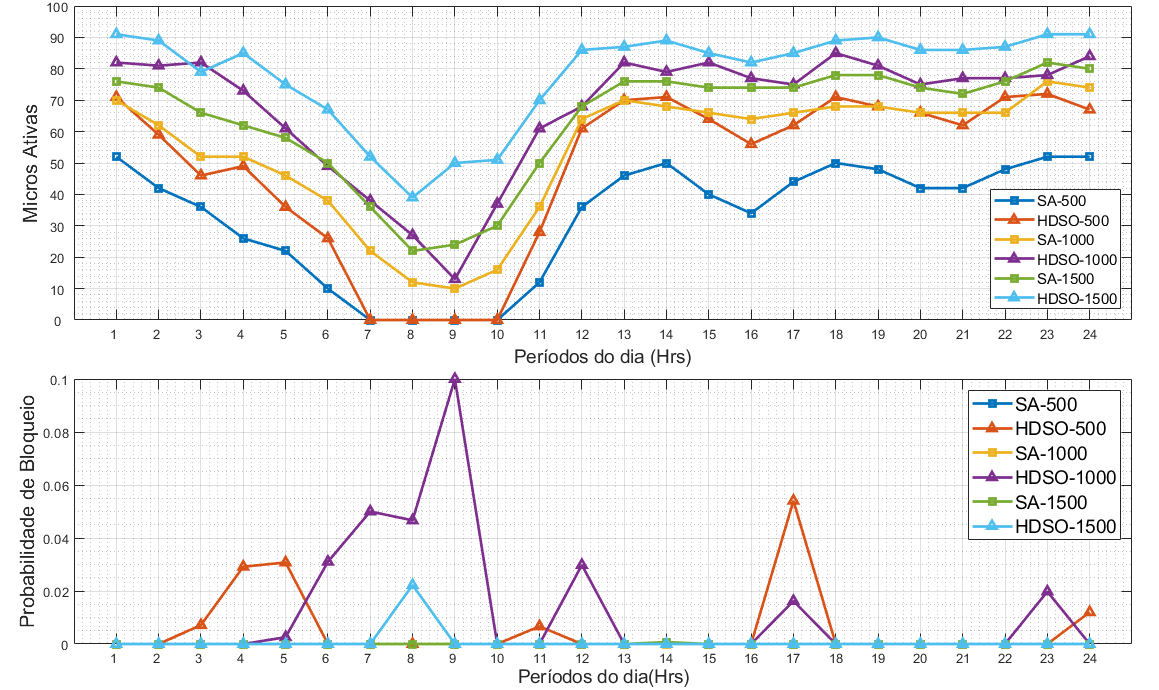 100
90
80
70
60
50
40
30
20
10
0
Micros Ativas
SA-500
HDSO-500
SA-1000
HDSO-1000
SA-1500
HDSO-1500
1 2 3 4 5 6 7 8 9 10 11 12 13 14 15 16 17 18 19 20 21 22 23 24
Períodos do dia (Hrs)
0.1
0.08
0.06
0.04
0.02
0
Probabilidade de Bloqueio
SA-500
HDSO-500
SA-1000
HDSO-1000
SA-1500
HDSO-1500
1 2 3 4 5 6 7 8 9 10 11 12 13 14 15 16 17 18 19 20 21 22 23 24
Períodos do dia(Hrs)